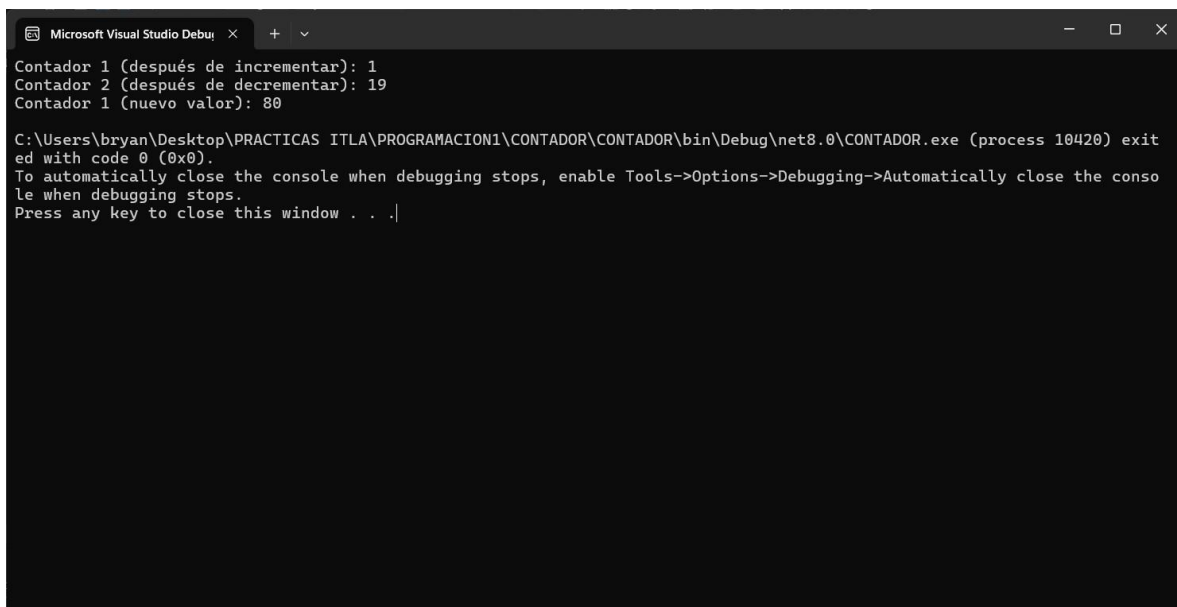 Microsoft Visual Studio Debu
Contador 1 (después de incrementar): 1
Contador 2 (después de decrementar): 19
Contador 1 (nuevo valor): 80
C:\Users\bryan\Desktop\PRACTICAS ITLA\PROGRAMACION1\CONTADOR\CONTADOR\bin\Debug\net8.0\CONTADOR.exe (process 10420) exit
ed with code 0 (0x0).
To automatically close the console when debugging stops, enable Tools->Options->Debugging->Automatically close the conso
le when debugging stops.
Press any key to close this window . . .